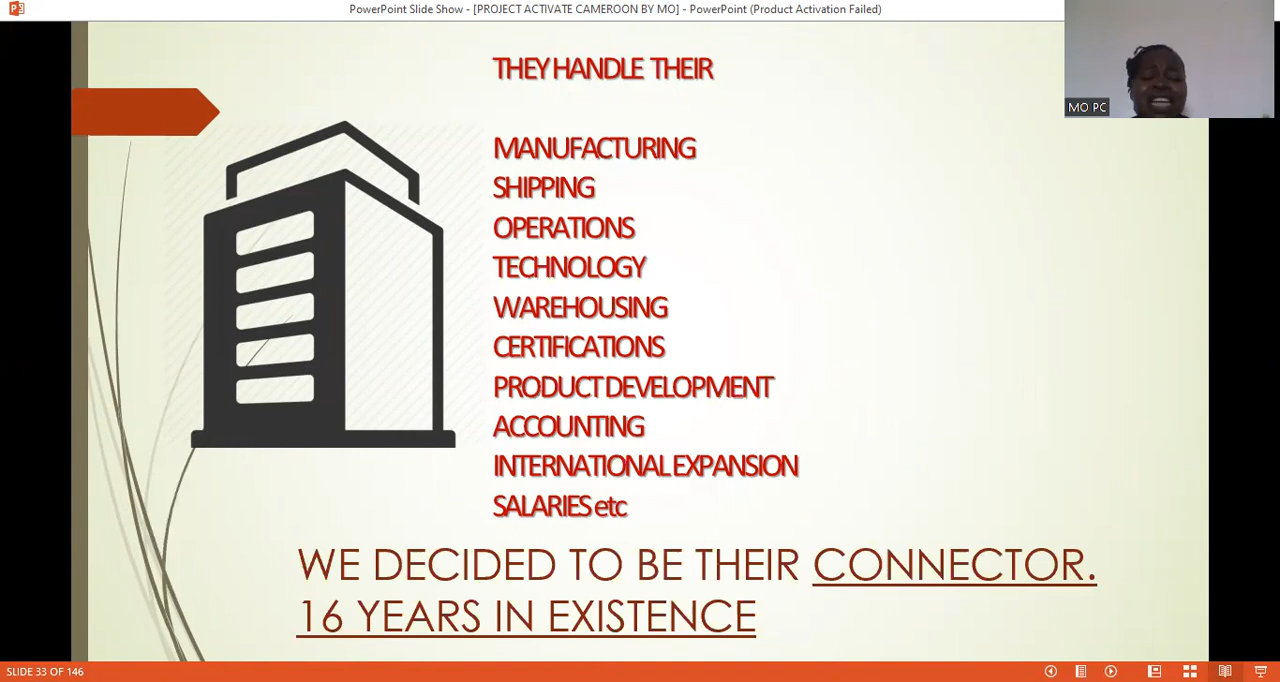 PowerPoint Slide Show - [PROJECT ACTIVATE CAMEROON BY MO] - PowerPoint (Product Activation Failed)
MO PC
THEY HANDLE THEIR
MANUFACTURING
SHIPPING
OPERATIONS
TECHNOLOGY
WAREHOUSING
CERTIFICATIONS
PRODUCT DEVELOPMENT
ACCOUNTING
INTERNATIONAL EXPANSION
SALARIES etc
WE DECIDED TO BE THEIR CONNECTOR.
16 YEARS IN EXISTENCE
SLIDE 33 OF 146